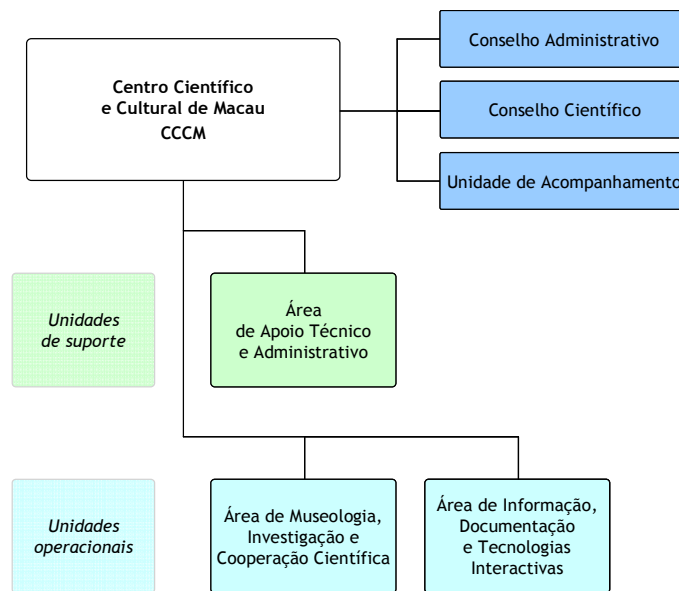 Conselho Administrativo
Centro Científico
e Cultural de Macau
CCCM
Conselho Científico
Unidade de Acompanhamento
Unidades
de suporte
Área
de Apoio Técnico
e Administrativo
Unidades
operacionais
Área de Museologia,
Investigação e
Cooperação Científica
Área de Informação,
Documentação
e Tecnologias
Interactivas